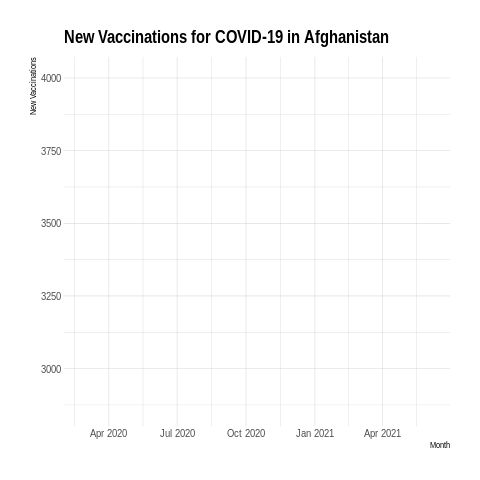 New Vaccinations for COVID-19 in Afghanistan
New Vaccinations
4000
3750
3500
3250
3000
Apr 2020 Jul 2020 Oct 2020 Jan 2021 Apr 2021
Month